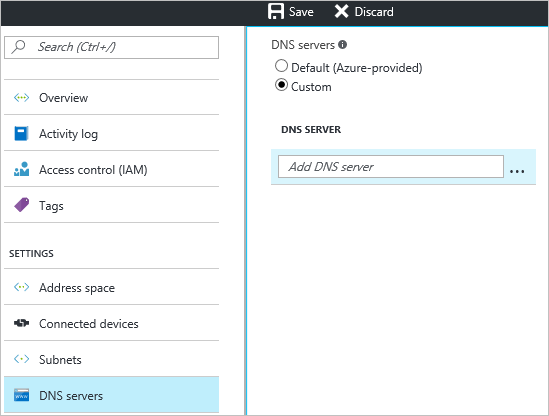 Save
Discard
Search (Ctrl+/)
Overview
Activity log
Access control (IAM)
Tags
SETTINGS
Address space
Connected devices
Subnets
DNS servers
DNS servers
Default (Azure-provided)
Custom
DNS SERVER
Add DNS server
...